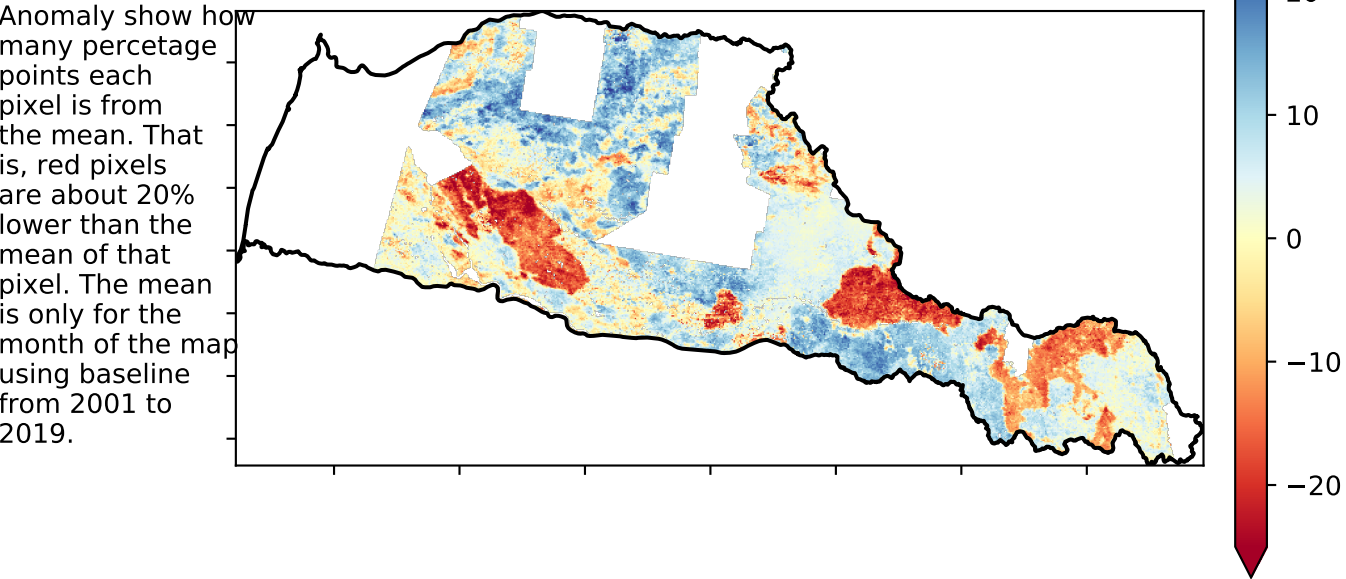 Anomaly show how
many percetage
points each
pixel is from
the mean. That
is, red pixels
are about 20%
lower than the
mean of that
pixel. The mean
is only for the
month of the map
using baseline
from 2001 to
2019.
10
0
−10
−20